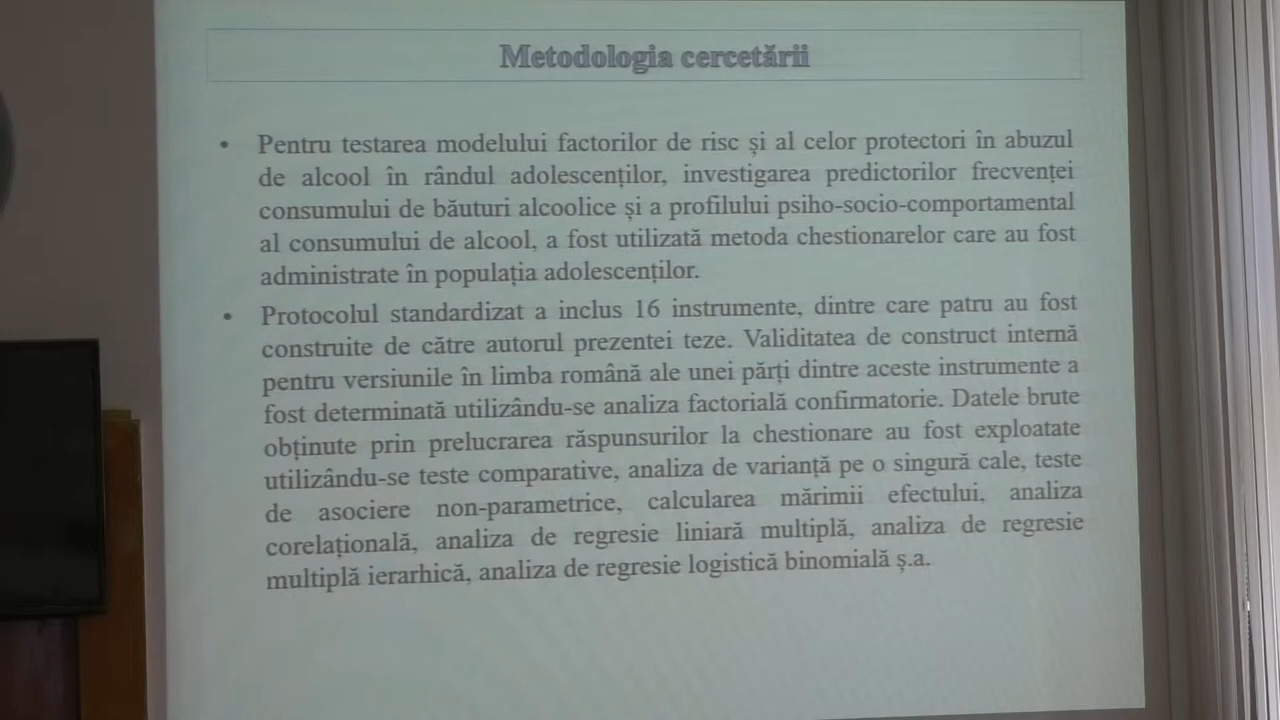 Metodologia cercetării
• Pentru testarea modelului factorilor de risc și al celor protectori în abuzul
de alcool în rândul adolescenților, investigarea predictorilor frecvenței
consumului de băuturi alcoolice și a profilului psiho-socio-comportamental
al consumului de alcool, a fost utilizată metoda chestionarelor care au fost
administrate în populația adolescenților.
• Protocolul standardizat a inclus 16 instrumente, dintre care patru au fost
construite de către autorul prezentei teze. Validitatea de construct internă
pentru versiunile în limba română ale unei părți dintre aceste instrumente a
fost determinată utilizându-se analiza factorială confirmatorie. Datele brute
obținute prin prelucrarea răspunsurilor la chestionare au fost exploatate
utilizându-se teste comparative, analiza de varianță pe o singură cale, teste
de asociere non-parametrice, calcularea mărimii efectului, analiza
corelațională, analiza de regresie liniară multiplă, analiza de regresie
multiplă ierarhică, analiza de regresie logistică binomială ș.a.